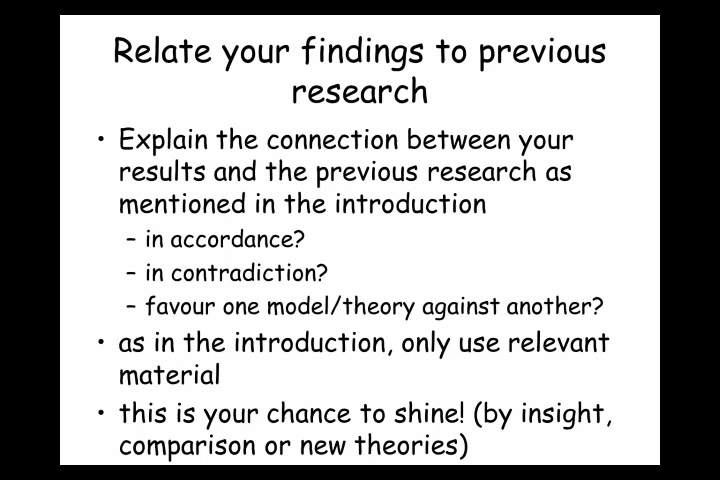 Relate your findings to previous
research
• Explain the connection between your
results and the previous research as
mentioned in the introduction
– in accordance?
– in contradiction?
– favour one model/theory against another?
• as in the introduction, only use relevant
material
• this is your chance to shine! (by insight,
comparison or new theories)